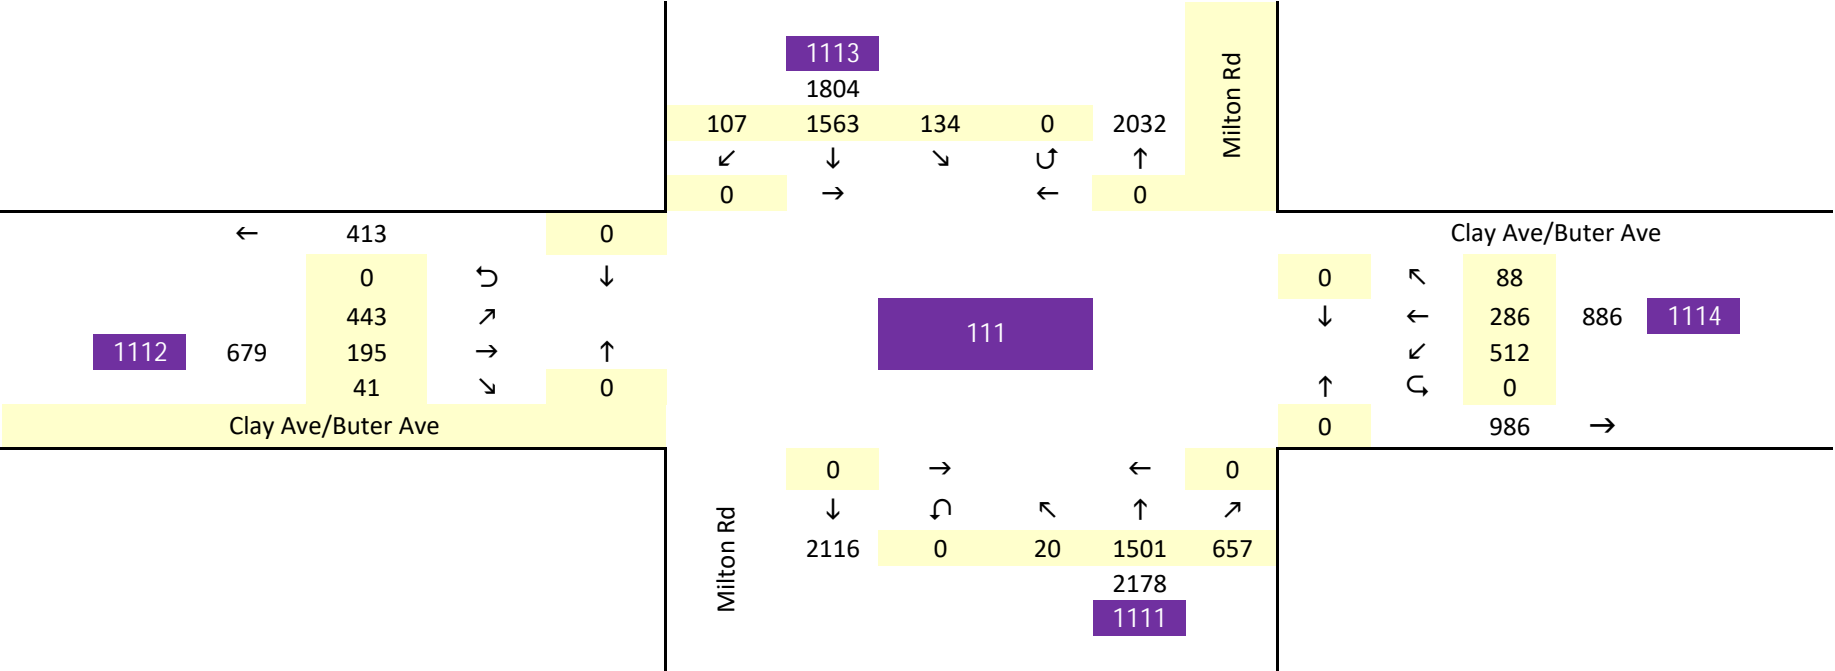 1113
1804
107 1563 134 0 2032
↙ ↓ ↘ ⮍ ↑
0 → ← 0
Milton Rd
← 413 0
0 ⮌ ↓
443 ↗
1112 679 195 → ↑
41 ↘ 0
Clay Ave/Buter Ave
111
Clay Ave/Buter Ave
0 ↖ 88
↓ ← 286 886 1114
↙ 512
↑ ⮎ 0
0 986 →
0 → ← 0
↓ ⮏ ↖ ↑ ↗
2116 0 20 1501 657
2178
1111
Milton Rd